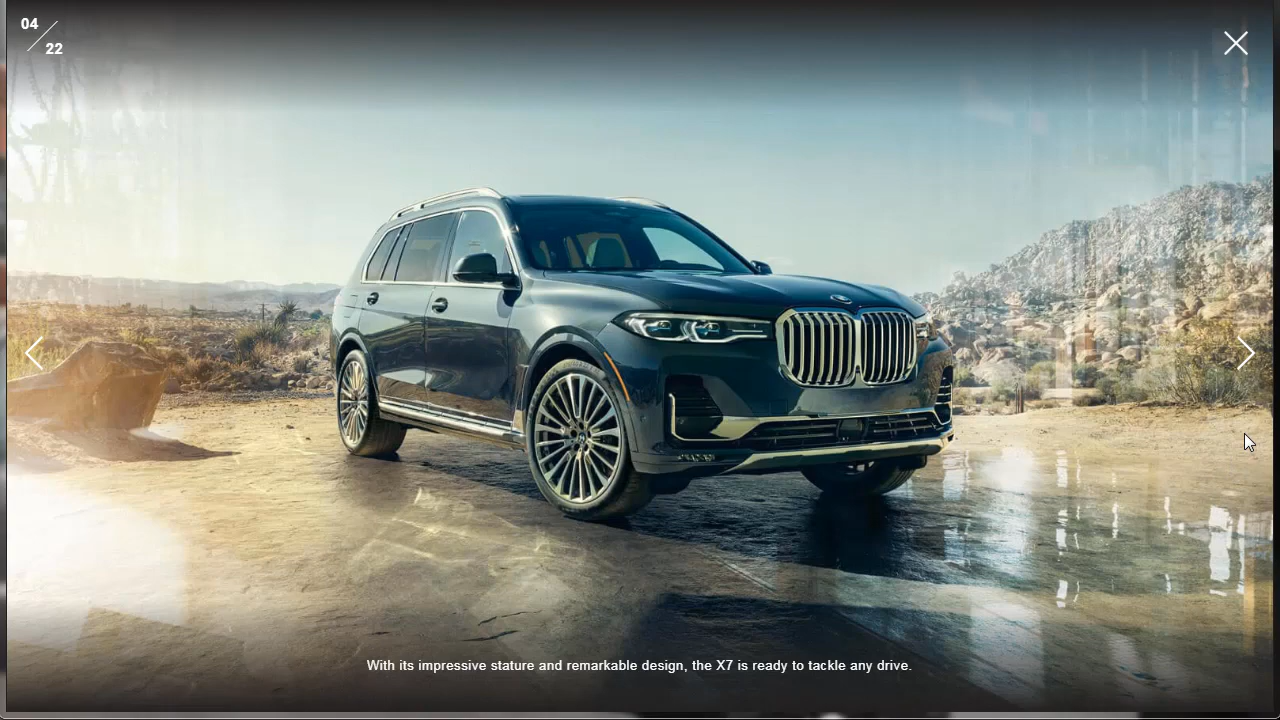 04
22
With its impressive stature and remarkable design, the X7 is ready to tackle any drive.